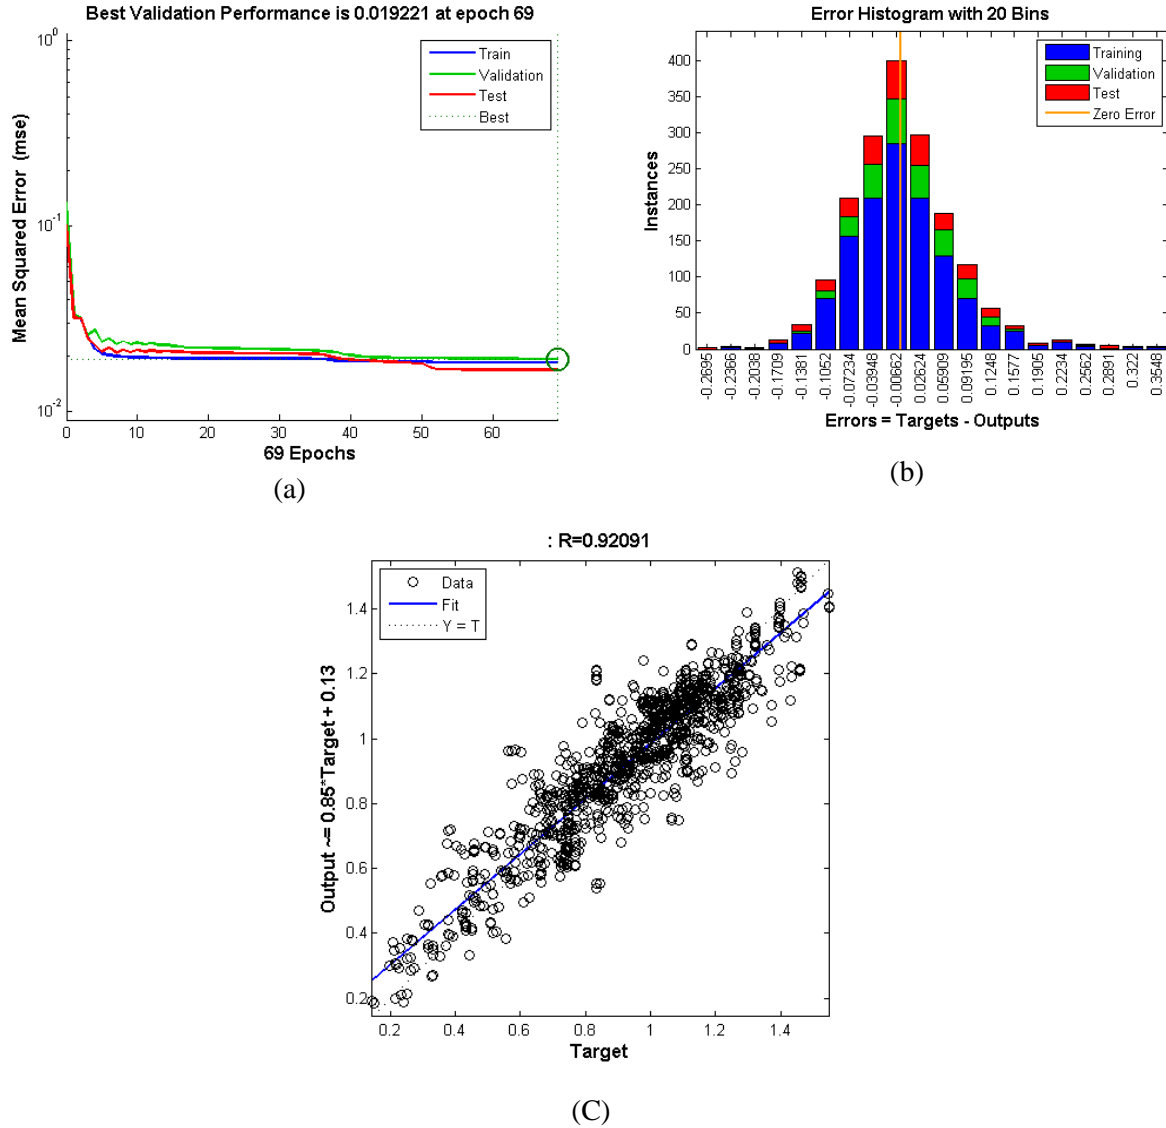 Best Validation Performance is 0.019221 at epoch 69
10^0
10^-1
10^-2
Mean Squared Error (mse)
Train
Validation
Test
Best
0 10 20 30 40 50 60
69 Epochs
(a)
Error Histogram with 20 Bins
400
350
300
250
200
150
100
50
0
Instances
Training
Validation
Test
Zero Error
-0.2695
-0.2366
-0.2038
-0.1709
-0.1381
-0.1052
-0.07234
-0.03948
-0.00662
0.02624
0.05909
0.09195
0.1248
0.1577
0.1905
0.2234
0.2562
0.2891
0.322
0.3548
Errors = Targets - Outputs
(b)
: R=0.92091
Data
Fit
Y = T
1.4
1.2
1
0.8
0.6
0.4
0.2
Output ~= 0.85*Target + 0.13
0.2 0.4 0.6 0.8 1 1.2 1.4
Target
(C)